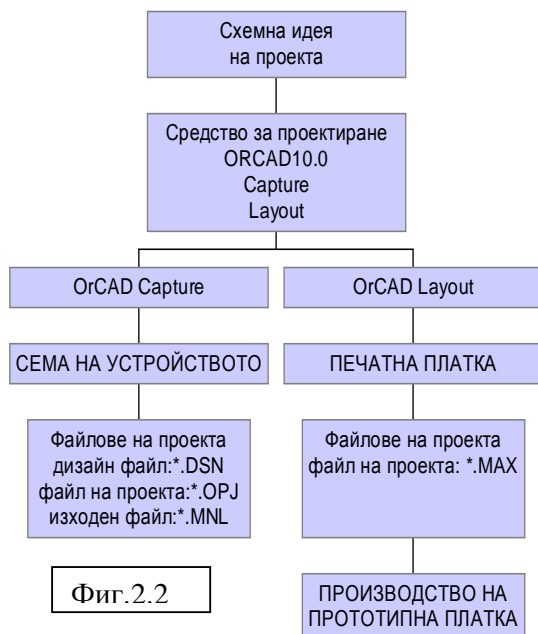 Схемна идея
на проекта
Средство за проектиране
ORCAD10.0
Capture
Layout
OrCAD Capture
OrCAD Layout
СЕМА НА УСТРОЙСТВОТО
ПЕЧАТНА ПЛАТКА
Файлове на проекта
дизайн файл:*.DSN
файл на проекта:*.OPJ
изходен файл:*.MNL
Файлове на проекта
файл на проекта: *.MAX
Фиг.2.2
ПРОИЗВОДСТВО НА
ПРОТОТИПНА ПЛАТКА